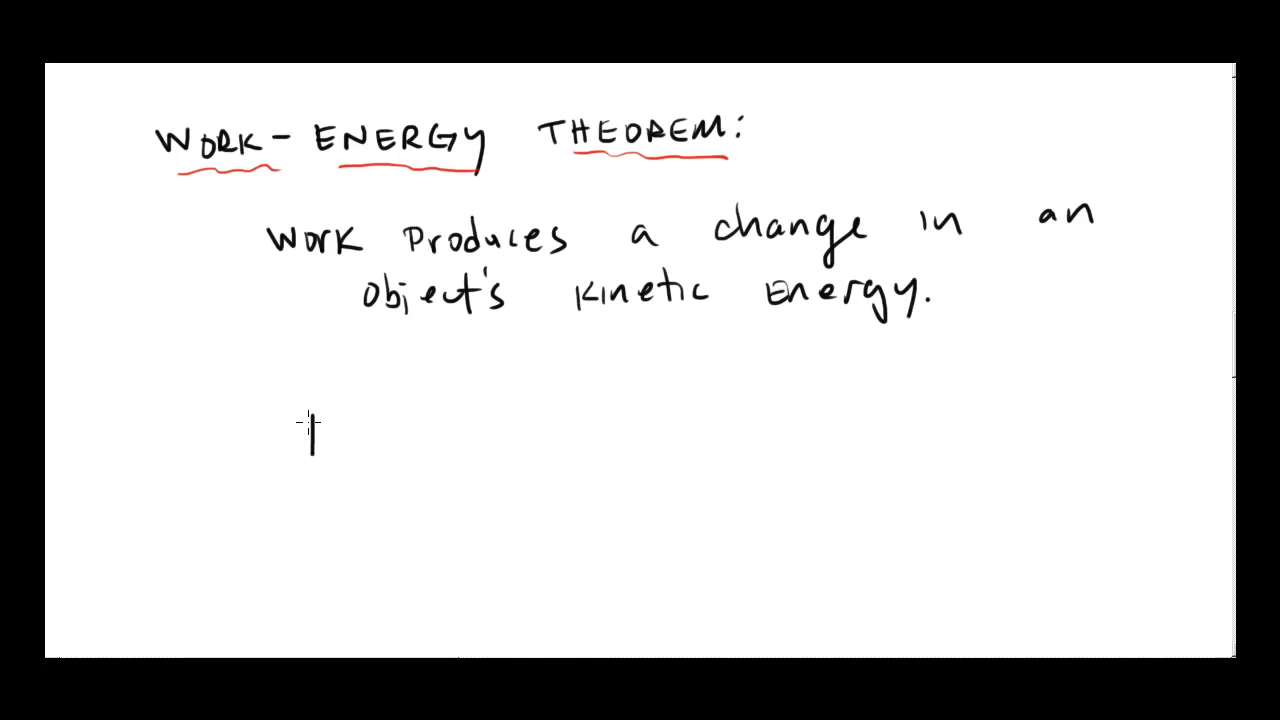 WORK - ENERGY THEOREM:
Work produces a change in an
object's kinetic Energy.